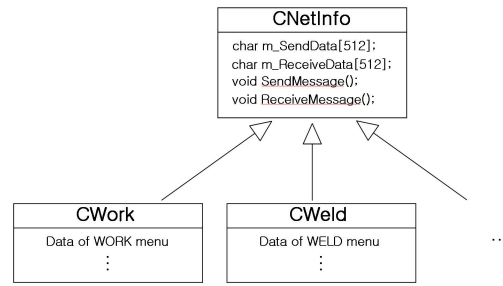 CNetInfo
char m_SendData[512];
char m_ReceiveData[512];
void SendMessage();
void ReceiveMessage();
CWork
Data of WORK menu
⋮
CWeld
Data of WELD menu
⋮
..